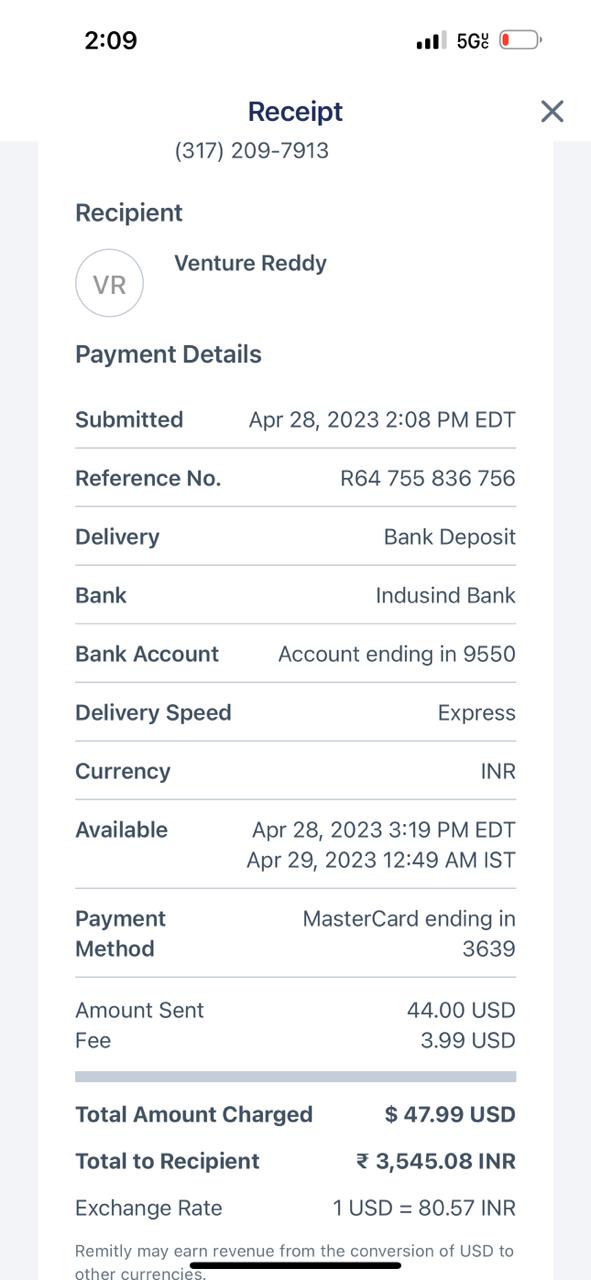 2:09
5GUC
Receipt
(317) 209-7913
Recipient
VR
Venture Reddy
Payment Details
Submitted Apr 28, 2023 2:08 PM EDT
Reference No. R64 755 836 756
Delivery Bank Deposit
Bank Indusind Bank
Bank Account Account ending in 9550
Delivery Speed Express
Currency INR
Available Apr 28, 2023 3:19 PM EDT
Apr 29, 2023 12:49 AM IST
Payment MasterCard ending in
Method 3639
Amount Sent 44.00 USD
Fee 3.99 USD
Total Amount Charged $ 47.99 USD
Total to Recipient ₹ 3,545.08 INR
Exchange Rate 1 USD = 80.57 INR
Remitly may earn revenue from the conversion of USD to
other currencies.